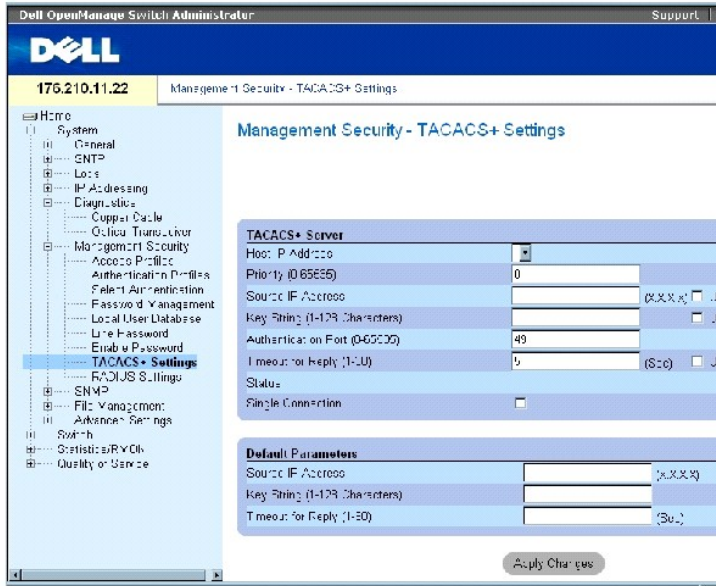 Dell OpenManage Switch Administrator
Support
DELL
176.210.11.22
Management Security - TACACS+ Settings
Home
System
General
SNTP
Logs
IP Addressing
Diagnostics
Copper Cable
Optical Transceiver
Management Security
Access Profiles
Authentication Profiles
Select Authentication
Password Management
Local User Database
Line Password
Enable Password
TACACS+ Settings
RADIUS Settings
SNMP
File Management
Advanced Settings
Switch
Statistics/RMON
Quality of Service
Management Security - TACACS+ Settings
TACACS+ Server
Host IP Address
Priority (0-65535) 0
Source IP Address (X.X.X.X)
Key String (1-128 Characters)
Authentication Port (0-65535) 49
Timeout for Reply (1-30) 5 (Sec)
Status
Single Connection
Default Parameters
Source IP Address (X.X.X.X)
Key String (1-128 Characters)
Timeout for Reply (1-30) (Sec)
Apply Changes